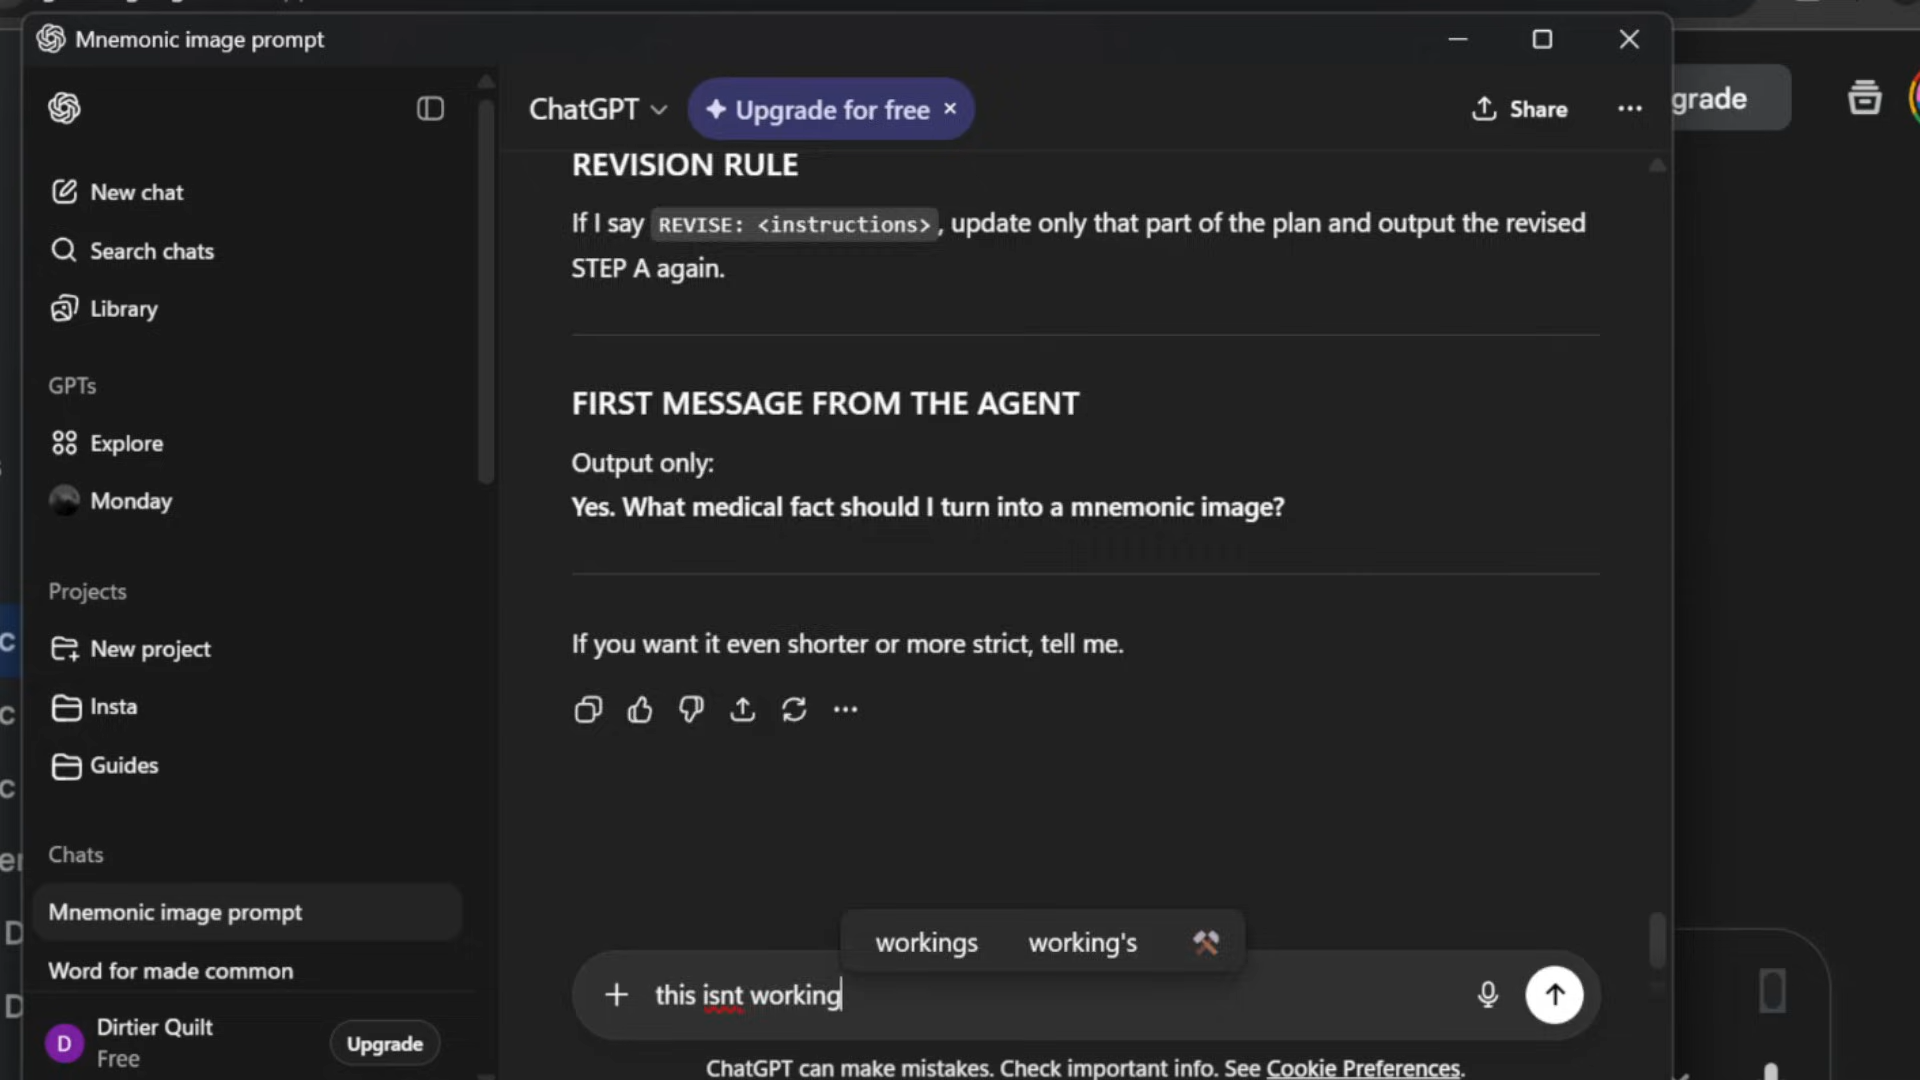 Mnemonic image prompt
New chat
Search chats
Library
GPTs
Explore
Monday
Projects
New project
Insta
Guides
Chats
Mnemonic image prompt
Word for made common
D
Dirtier Quilt
Free
Upgrade
ChatGPT
Upgrade for free ×
Share
grade
REVISION RULE
If I say REVISE: <instructions>, update only that part of the plan and output the revised
STEP A again.
FIRST MESSAGE FROM THE AGENT
Output only:
Yes. What medical fact should I turn into a mnemonic image?
If you want it even shorter or more strict, tell me.
workings working's
this isnt working
ChatGPT can make mistakes. Check important info. See Cookie Preferences.